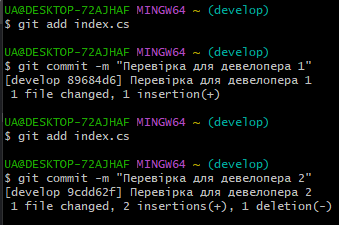 UA@DESKTOP-72AJHAF MINGW64 ~ (develop)
$ git add index.cs
UA@DESKTOP-72AJHAF MINGW64 ~ (develop)
$ git commit -m "Перевірка для девелопера 1"
[develop 89684d6] Перевірка для девелопера 1
1 file changed, 1 insertion(+)
UA@DESKTOP-72AJHAF MINGW64 ~ (develop)
$ git add index.cs
UA@DESKTOP-72AJHAF MINGW64 ~ (develop)
$ git commit -m "Перевірка для девелопера 2"
[develop 9cdd62f] Перевірка для девелопера 2
1 file changed, 2 insertions(+), 1 deletion(-)